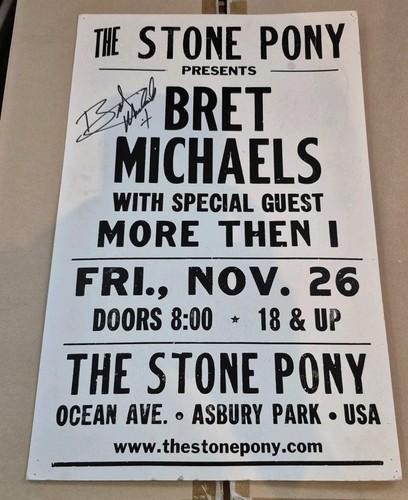 THE STONE PONY
PRESENTS
BRET
MICHAELS
WITH SPECIAL GUEST
MORE THEN I
FRI., NOV. 26
DOORS 8:00 ★ 18 & UP
THE STONE PONY
OCEAN AVE. • ASBURY PARK • USA
www.thestonepony.com